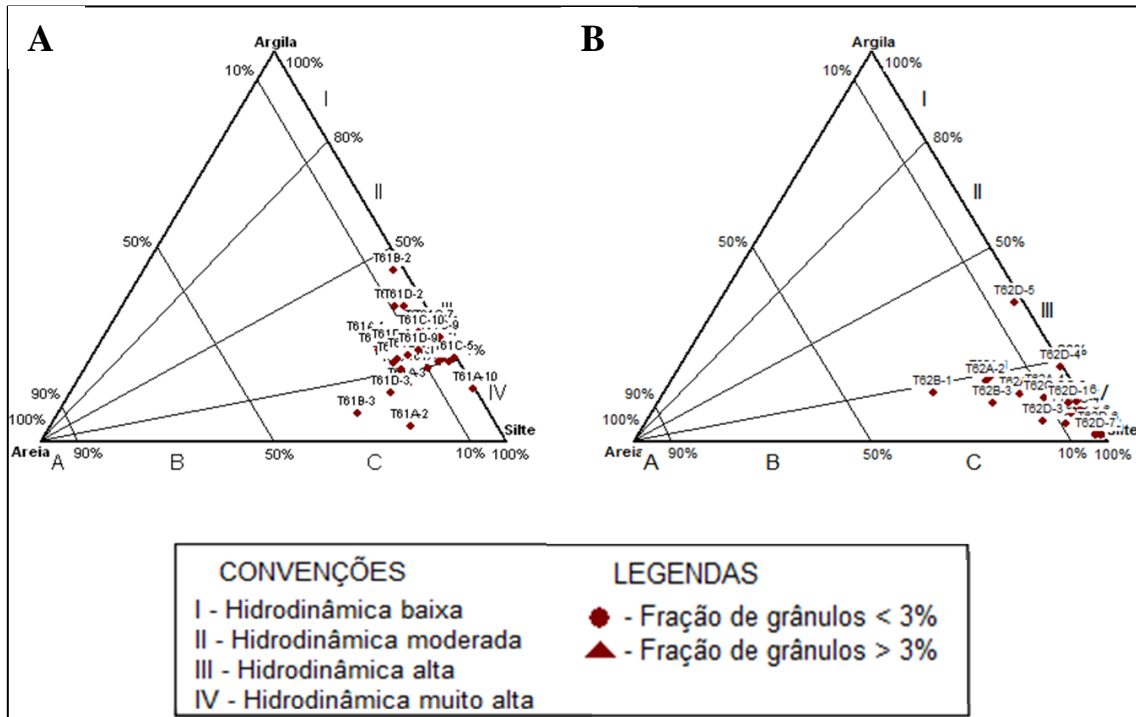 A
Argila
100%
10%
I
80%
II
50%
50%
T61B-2
T61D-2
T61C-10
T61D-9
T61C-5
T61A-10
T61D-3
T61B-3
T61A-2
IV
90%
100%
Areia
Silte
A
90%
B
50%
C
10%
100%
B
Argila
100%
10%
I
80%
II
50%
50%
T62D-5
III
T62D-4
T62A-2
T62B-1
T62B-3
T62D-1
T62D-3
T62D-7
90%
100%
Areia
A
90%
B
50%
C
10%
100%
CONVENÇÕES
I - Hidrodinâmica baixa
II - Hidrodinâmica moderada
III - Hidrodinâmica alta
IV - Hidrodinâmica muito alta
LEGENDAS
- Fração de grânulos < 3%
- Fração de grânulos > 3%